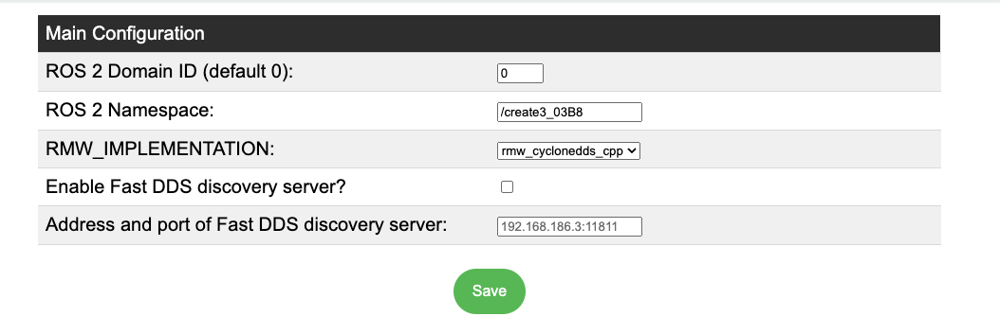 Main Configuration
ROS 2 Domain ID (default 0): 0
ROS 2 Namespace: /create3_03B8
RMW_IMPLEMENTATION: rmw_cyclonedds_cpp
Enable Fast DDS discovery server?
Address and port of Fast DDS discovery server: 192.168.186.3:11811
Save